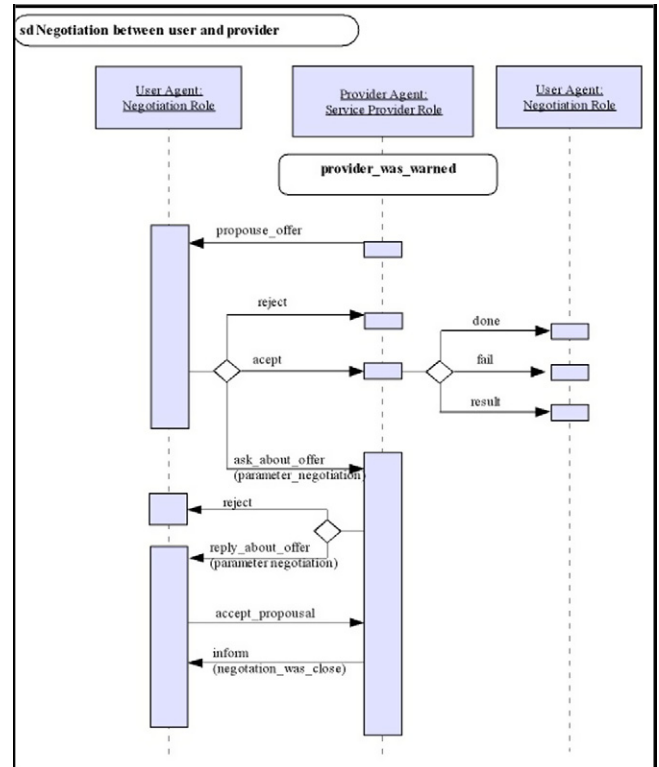 sd Negotiation between user and provider
User Agent:
Negotiation Role
Provider Agent:
Service Provider Role
User Agent:
Negotiation Role
provider_was_warned
propouse_offer
reject
done
acept
fail
result
ask_about_offer
(parameter_negotiation)
reject
reply_about_offer
(parameter negotiation)
accept_propousal
inform
(negotation_was_close)